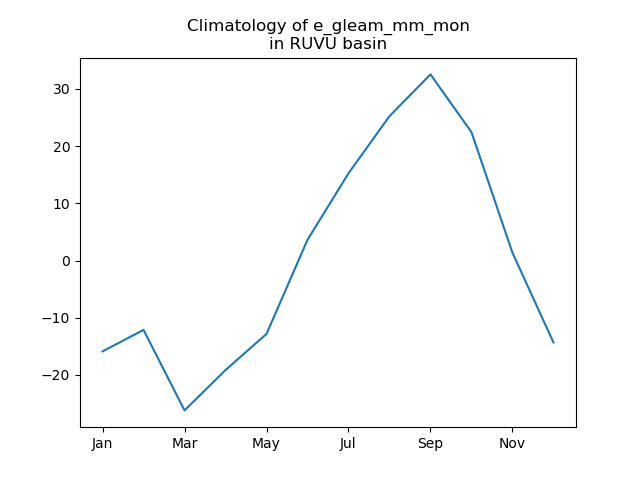 Climatology of e_gleam_mm_mon
in RUVU basin
30
20
10
0
−10
−20
Jan
Mar
May
Jul
Sep
Nov